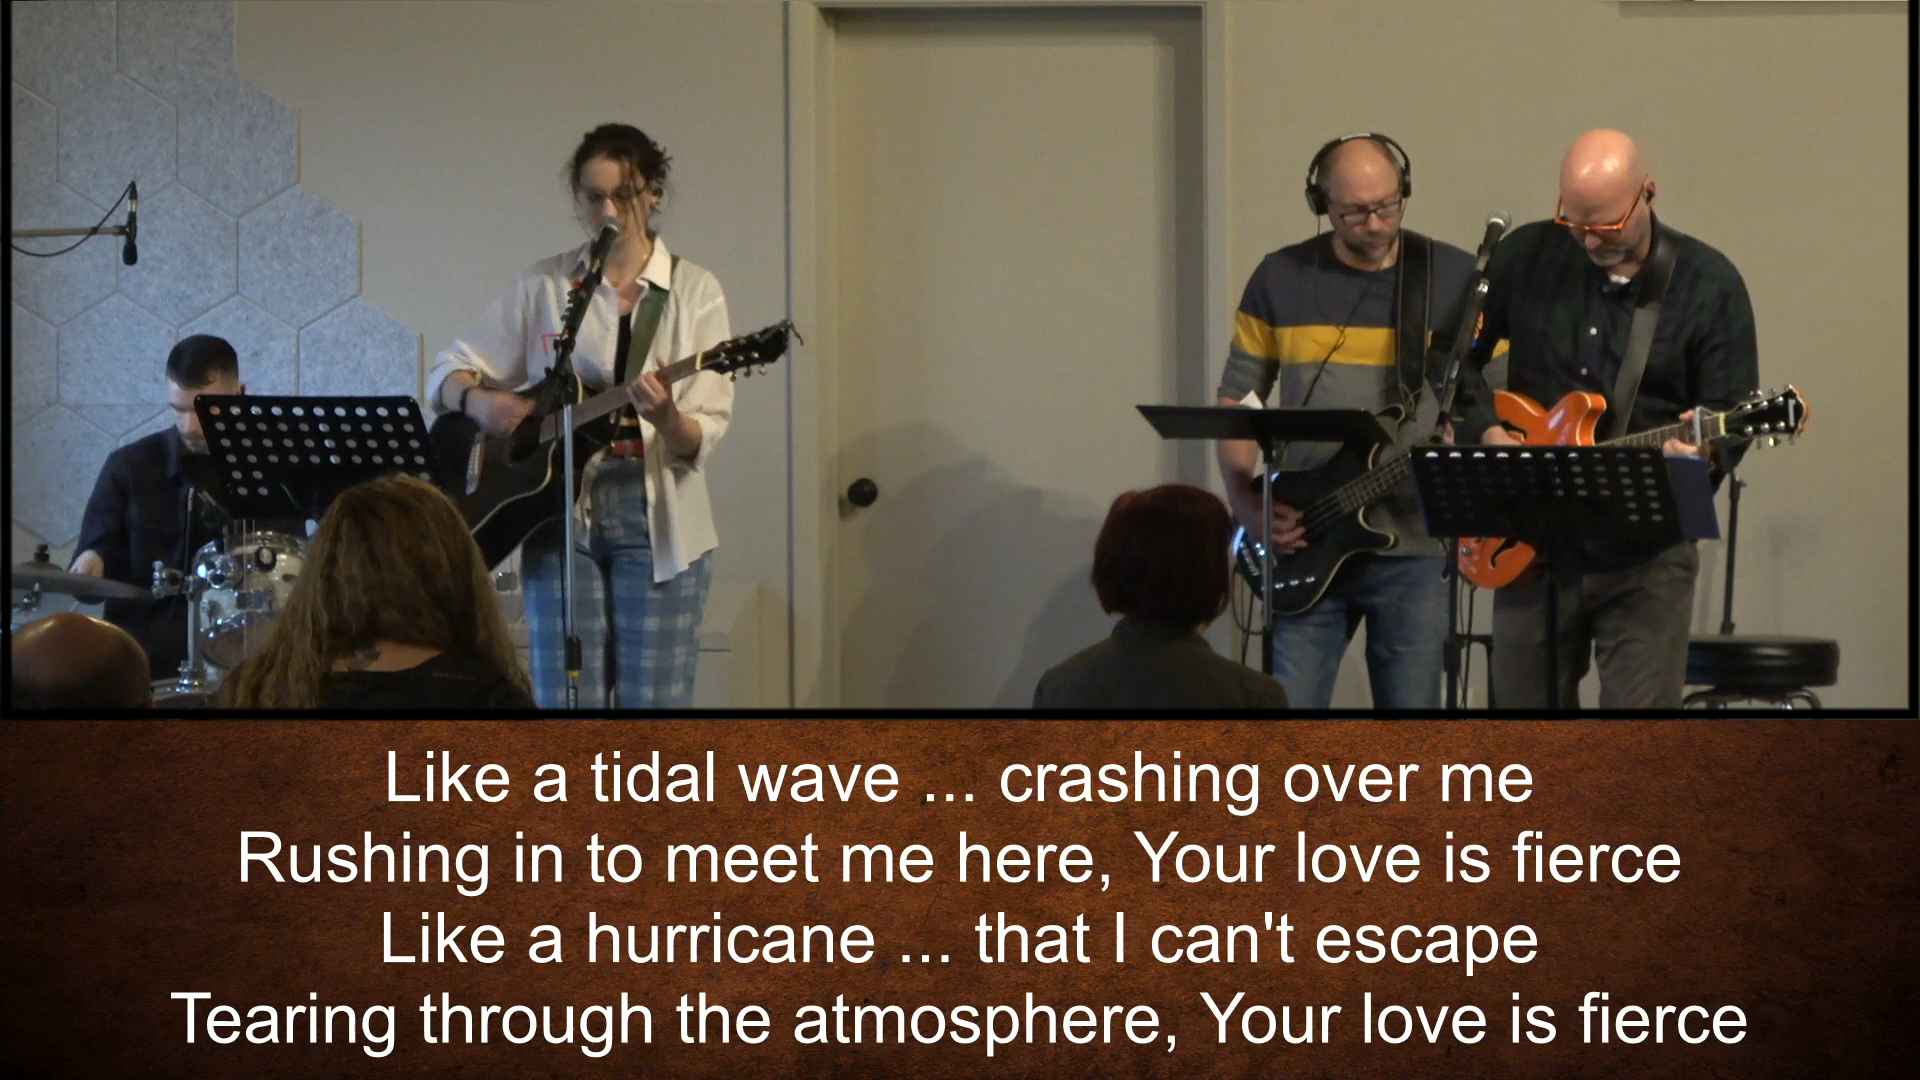 Like a tidal wave ... crashing over me
Rushing in to meet me here, Your love is fierce
Like a hurricane ... that I can't escape
Tearing through the atmosphere, Your love is fierce